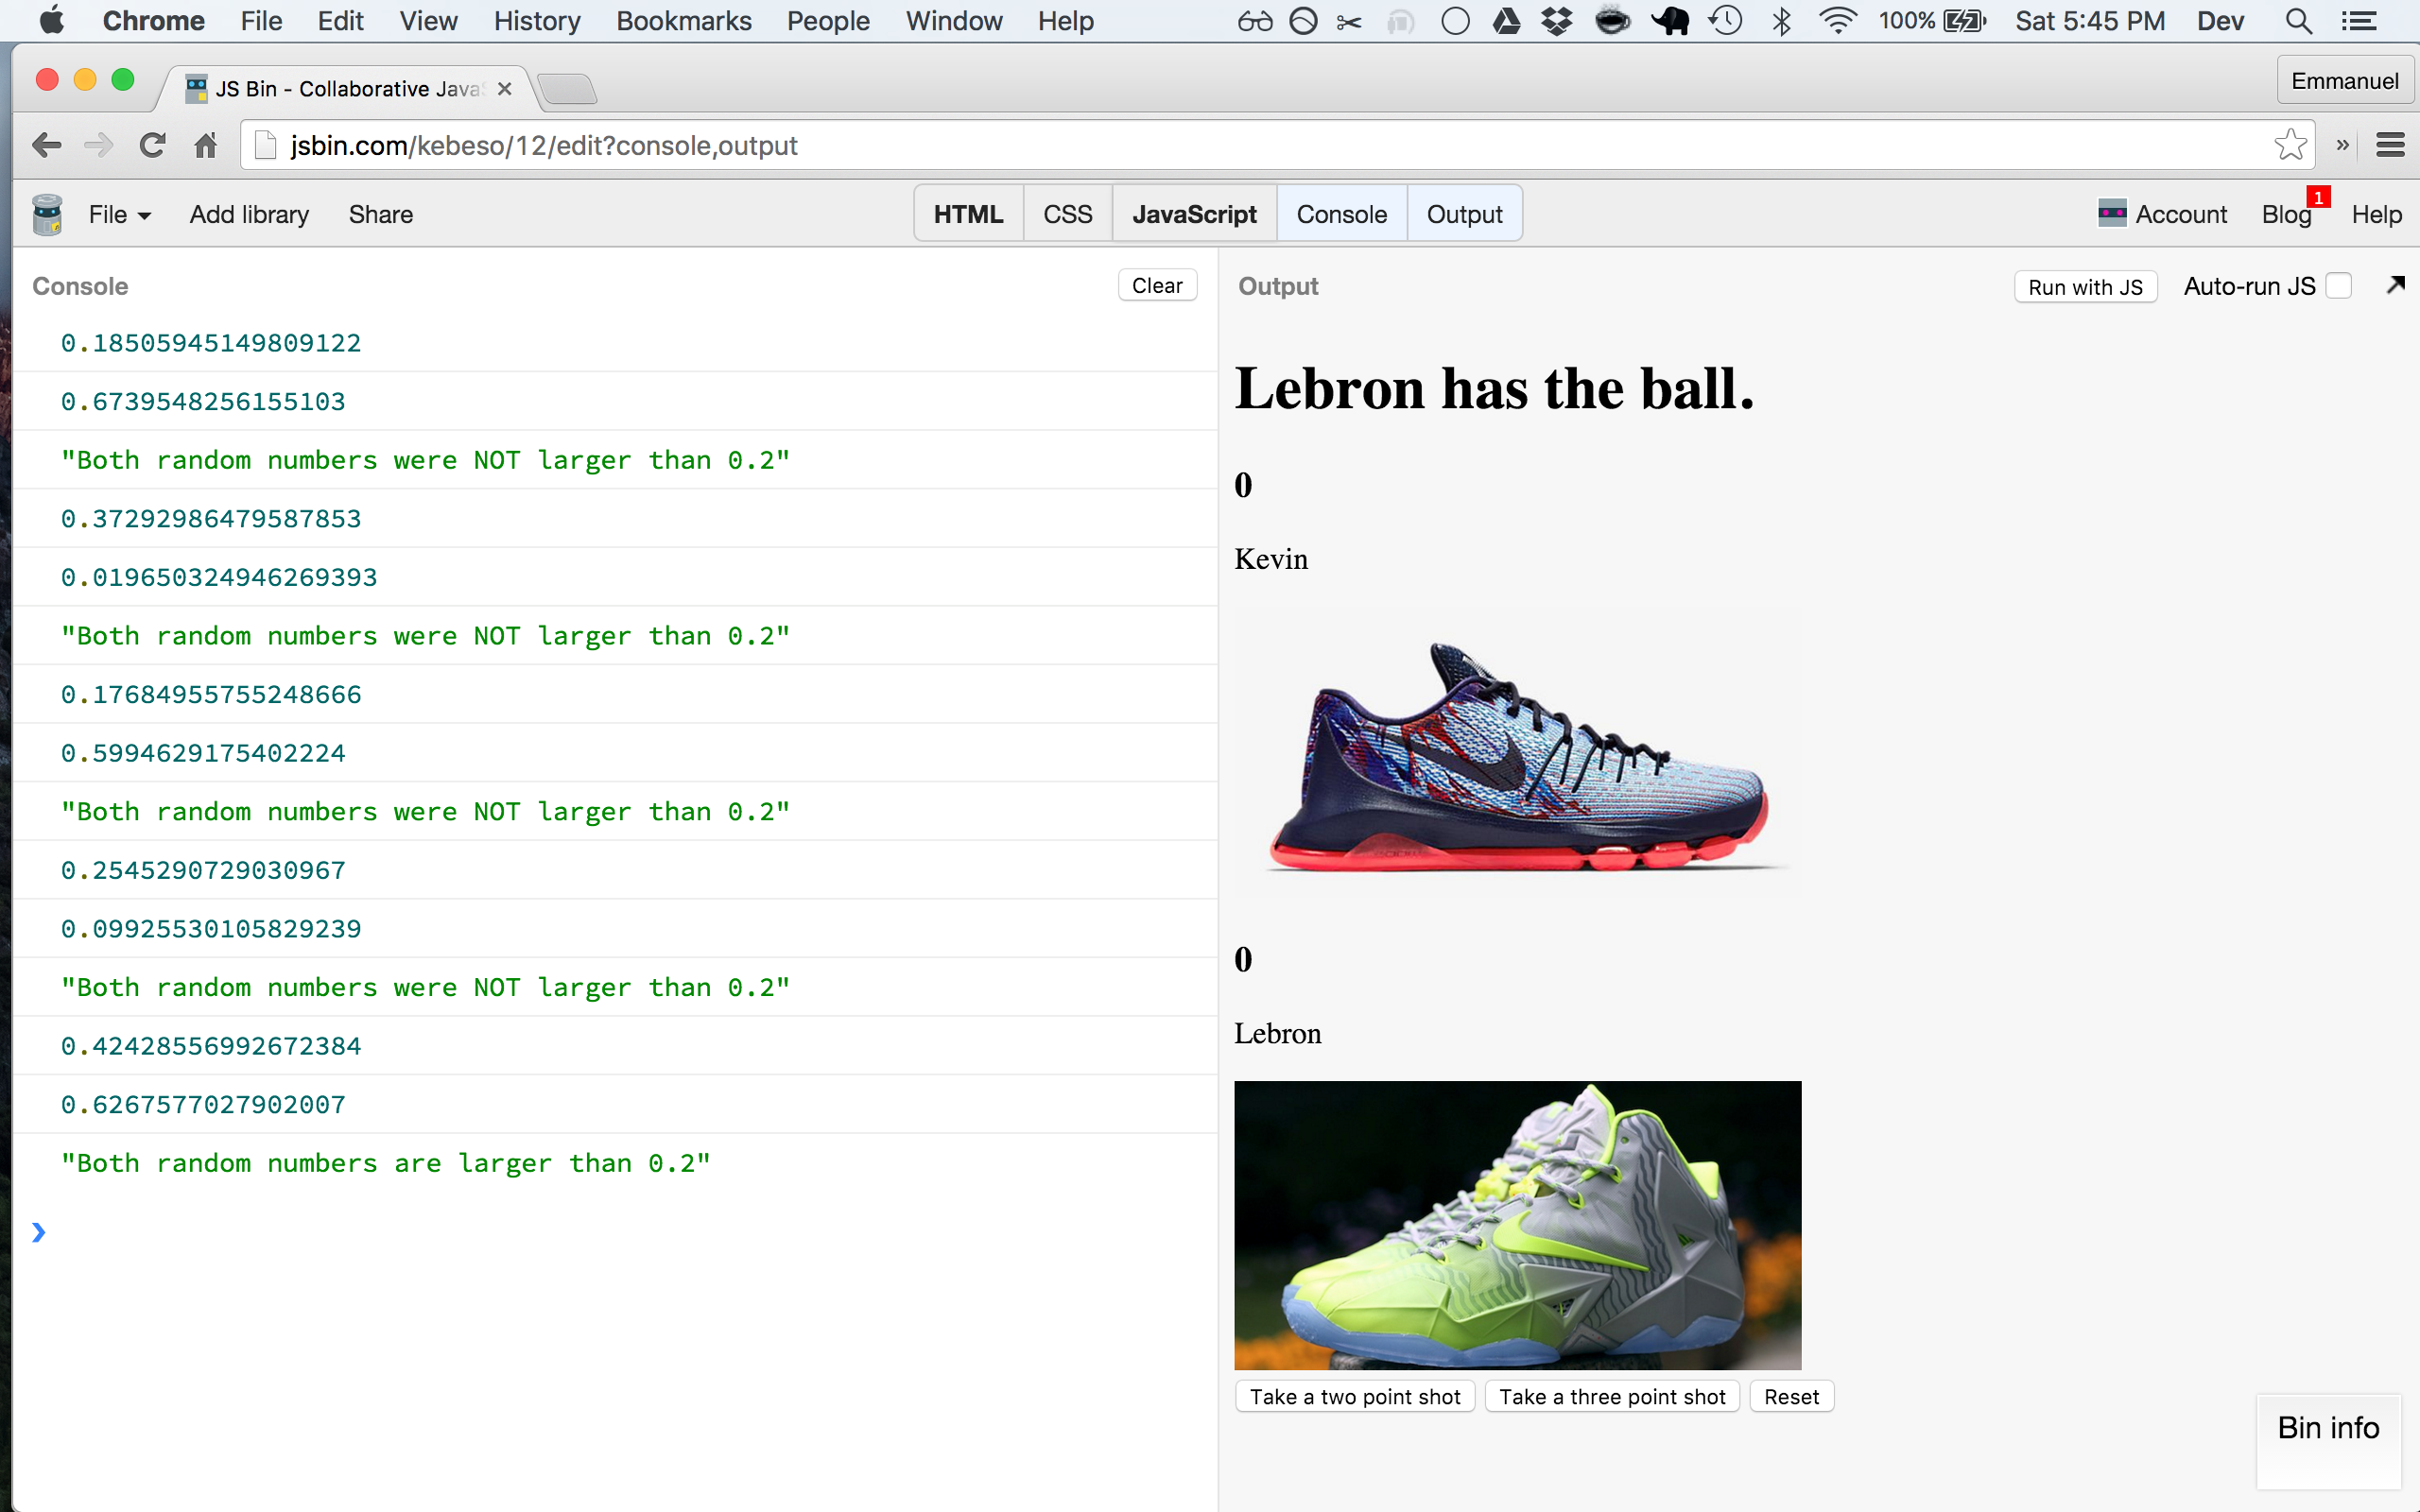 Chrome File Edit View History Bookmarks People Window Help 100% Sat 5:45 PM Dev
JS Bin - Collaborative JavaS
Emmanuel
jsbin.com/kebeso/12/edit?console,output
File Add library Share HTML CSS JavaScript Console Output Account Blog 1 Help
Console Clear
0.18505945149809122
0.6739548256155103
"Both random numbers were NOT larger than 0.2"
0.37292986479587853
0.019650324946269393
"Both random numbers were NOT larger than 0.2"
0.17684955755248666
0.5994629175402224
"Both random numbers were NOT larger than 0.2"
0.2545290729030967
0.09925530105829239
"Both random numbers were NOT larger than 0.2"
0.42428556992672384
0.6267577027902007
"Both random numbers are larger than 0.2"
Output Run with JS Auto-run JS
Lebron has the ball.
0
Kevin
0
Lebron
Take a two point shot Take a three point shot Reset
Bin info